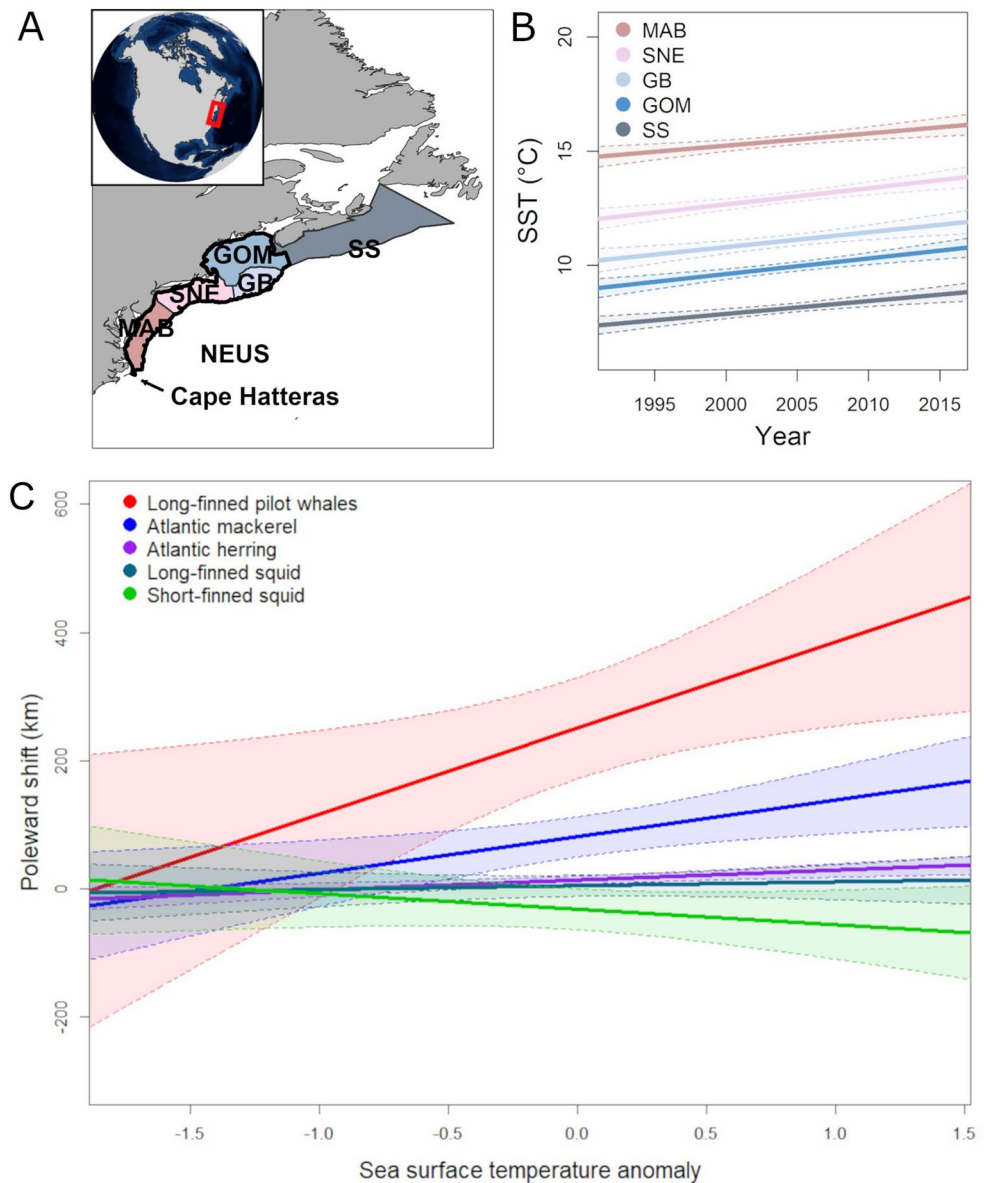 A
GOM
SS
GB
SNE
MAB
NEUS
Cape Hatteras
B
MAB
SNE
GB
GOM
SS
20
15
10
SST (°C)
1995 2000 2005 2010 2015
Year
C
Long-finned pilot whales
Atlantic mackerel
Atlantic herring
Long-finned squid
Short-finned squid
600
400
200
0
-200
Poleward shift (km)
-1.5 -1.0 -0.5 0.0 0.5 1.0 1.5
Sea surface temperature anomaly